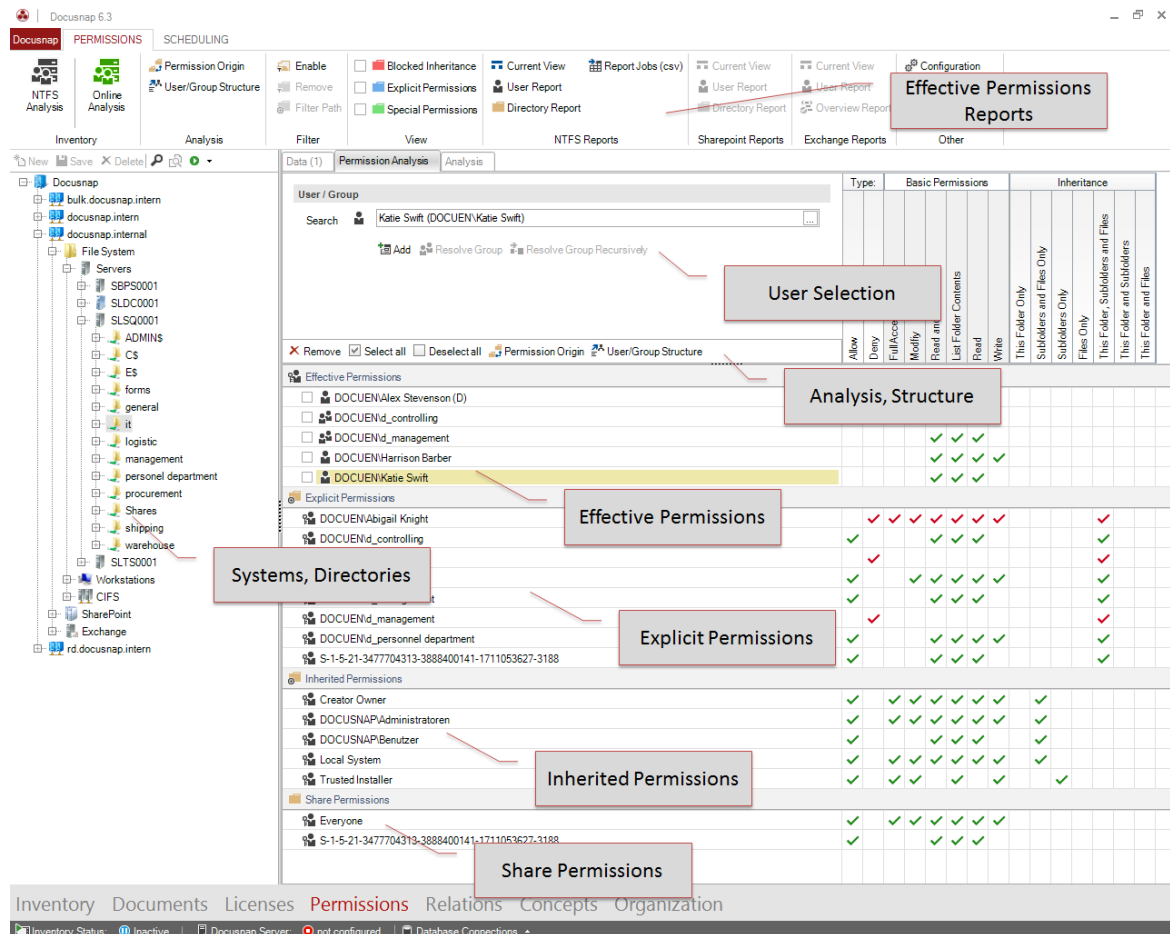 Docusnap 6.3
Docusnap PERMISSIONS SCHEDULING
NTFS Analysis
Online Analysis
Permission Origin
User/Group Structure
Enable
Remove
Filter Path
Blocked Inheritance
Explicit Permissions
Special Permissions
Current View
User Report
Directory Report
Report Jobs (csv)
Current View
User Report
Directory Report
Current View
User Report
Overview Report
Configuration
Effective Permissions
Reports
Inventory Analysis Filter View NTFS Reports Sharepoint Reports Exchange Reports Other
New Save Delete
Docusnap
bulk.docusnap.intern
docusnap.intern
docusnap.internal
File System
Servers
SBPS0001
SLDC0001
SLSQ0001
ADMIN$
C$
E$
forms
general
it
logistic
management
personel department
procurement
Shares
shipping
warehouse
SLTS0001
Workstations
CIFS
SharePoint
Exchange
rd.docusnap.intern
Systems, Directories
Data (1) Permission Analysis Analysis
User / Group
Search Katie Swift (DOCUEN\Katie Swift) ...
Add Resolve Group Resolve Group Recursively
User Selection
Remove Select all Deselect all Permission Origin User/Group Structure
Analysis, Structure
Type: Basic Permissions Inheritance
Allow
Deny
Modify
Read and
List Folder Contents
Read
Write
This Folder Only
Subfolders and Files Only
Subfolders Only
Files Only
This Folder, Subfolders and Files
This Folder and Subfolders
This Folder and Files
Effective Permissions
DOCUEN\Alex Stevenson (D)
DOCUEN\d_controlling
DOCUEN\d_management
DOCUEN\Harrison Barber
DOCUEN\Katie Swift
Effective Permissions
Explicit Permissions
DOCUEN\Abigail Knight
DOCUEN\d_controlling
DOCUEN\d_management
DOCUEN\d_personnel department
S-1-5-21-3477704313-3888400141-1711053627-3188
Explicit Permissions
Inherited Permissions
Creator Owner
DOCUSNAP\Administratoren
DOCUSNAP\Benutzer
Local System
Trusted Installer
Inherited Permissions
Share Permissions
Everyone
S-1-5-21-3477704313-3888400141-1711053627-3188
Share Permissions
Inventory Documents Licenses Permissions Relations Concepts Organization
Inventory Status: Inactive Docusnap Server: not configured Database Connections